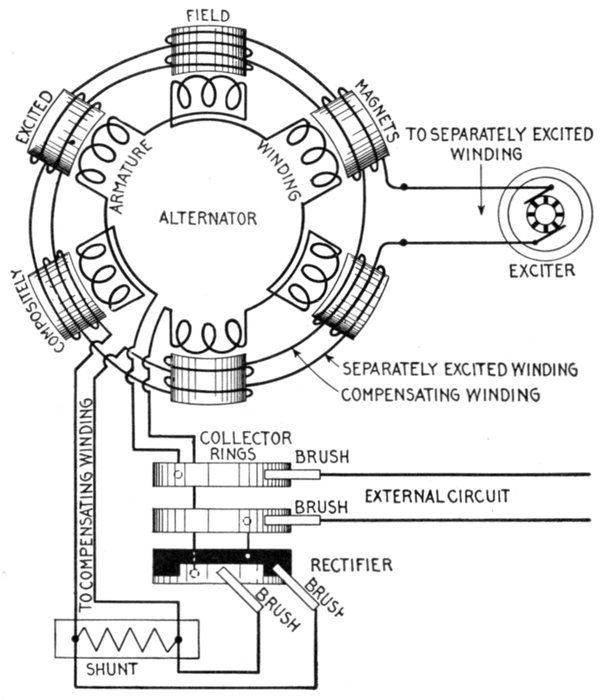 FIELD
EXCITED
MAGNETS
ARMATURE
WINDING
TO SEPARATELY EXCITED
WINDING
ALTERNATOR
EXCITER
COMPOSITELY
SEPARATELY EXCITED WINDING
COMPENSATING WINDING
TO COMPENSATING WINDING
COLLECTOR
RINGS
BRUSH
EXTERNAL CIRCUIT
BRUSH
RECTIFIER
BRUSH
BRUSH
SHUNT